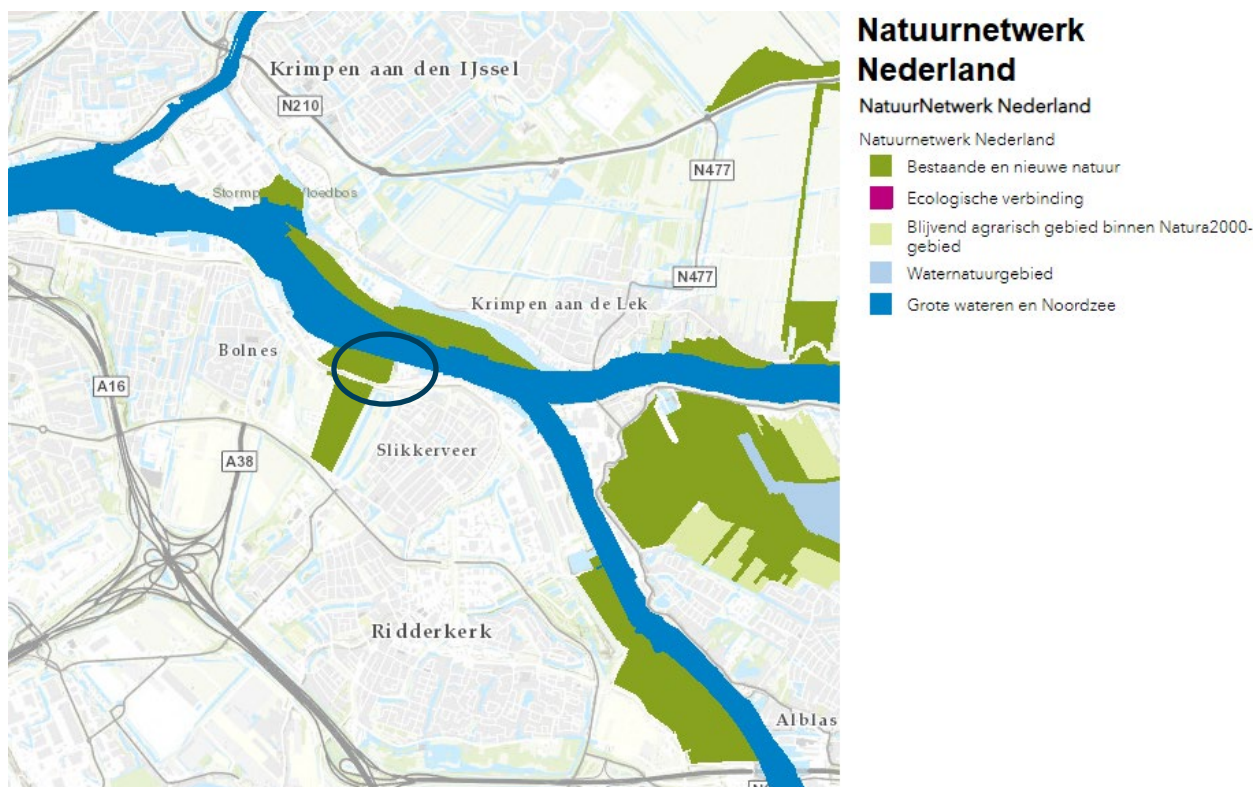 Natuurnetwerk
Nederland
NatuurNetwerk Nederland
Natuurnetwerk Nederland
Bestaande en nieuwe natuur
Ecologische verbinding
Blijvend agrarisch gebied binnen Natura2000-
gebied
Waternatuurgebied
Grote wateren en Noordzee
Krimpen aan den IJssel
N210
N477
N477
Krimpen aan de Lek
Bolnes
A16
A38
Slikkerveer
Ridderkerk
Alblas